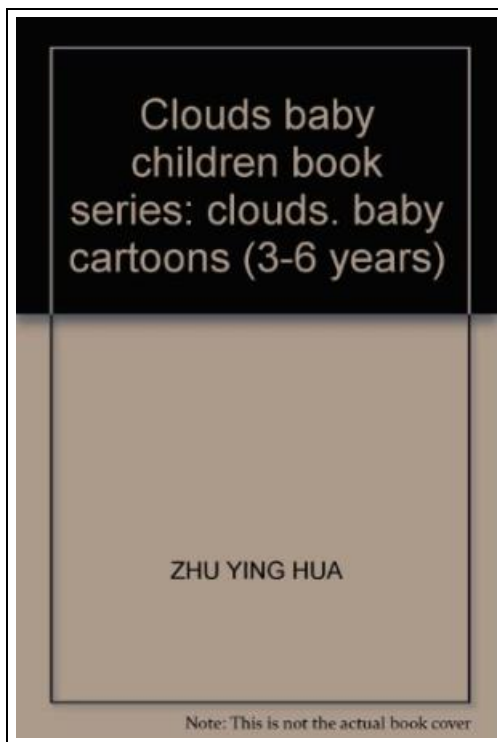 Clouds baby
children book
series: clouds. baby
cartoons (3-6 years)
ZHU YING HUA
Note: This is not the actual book cover